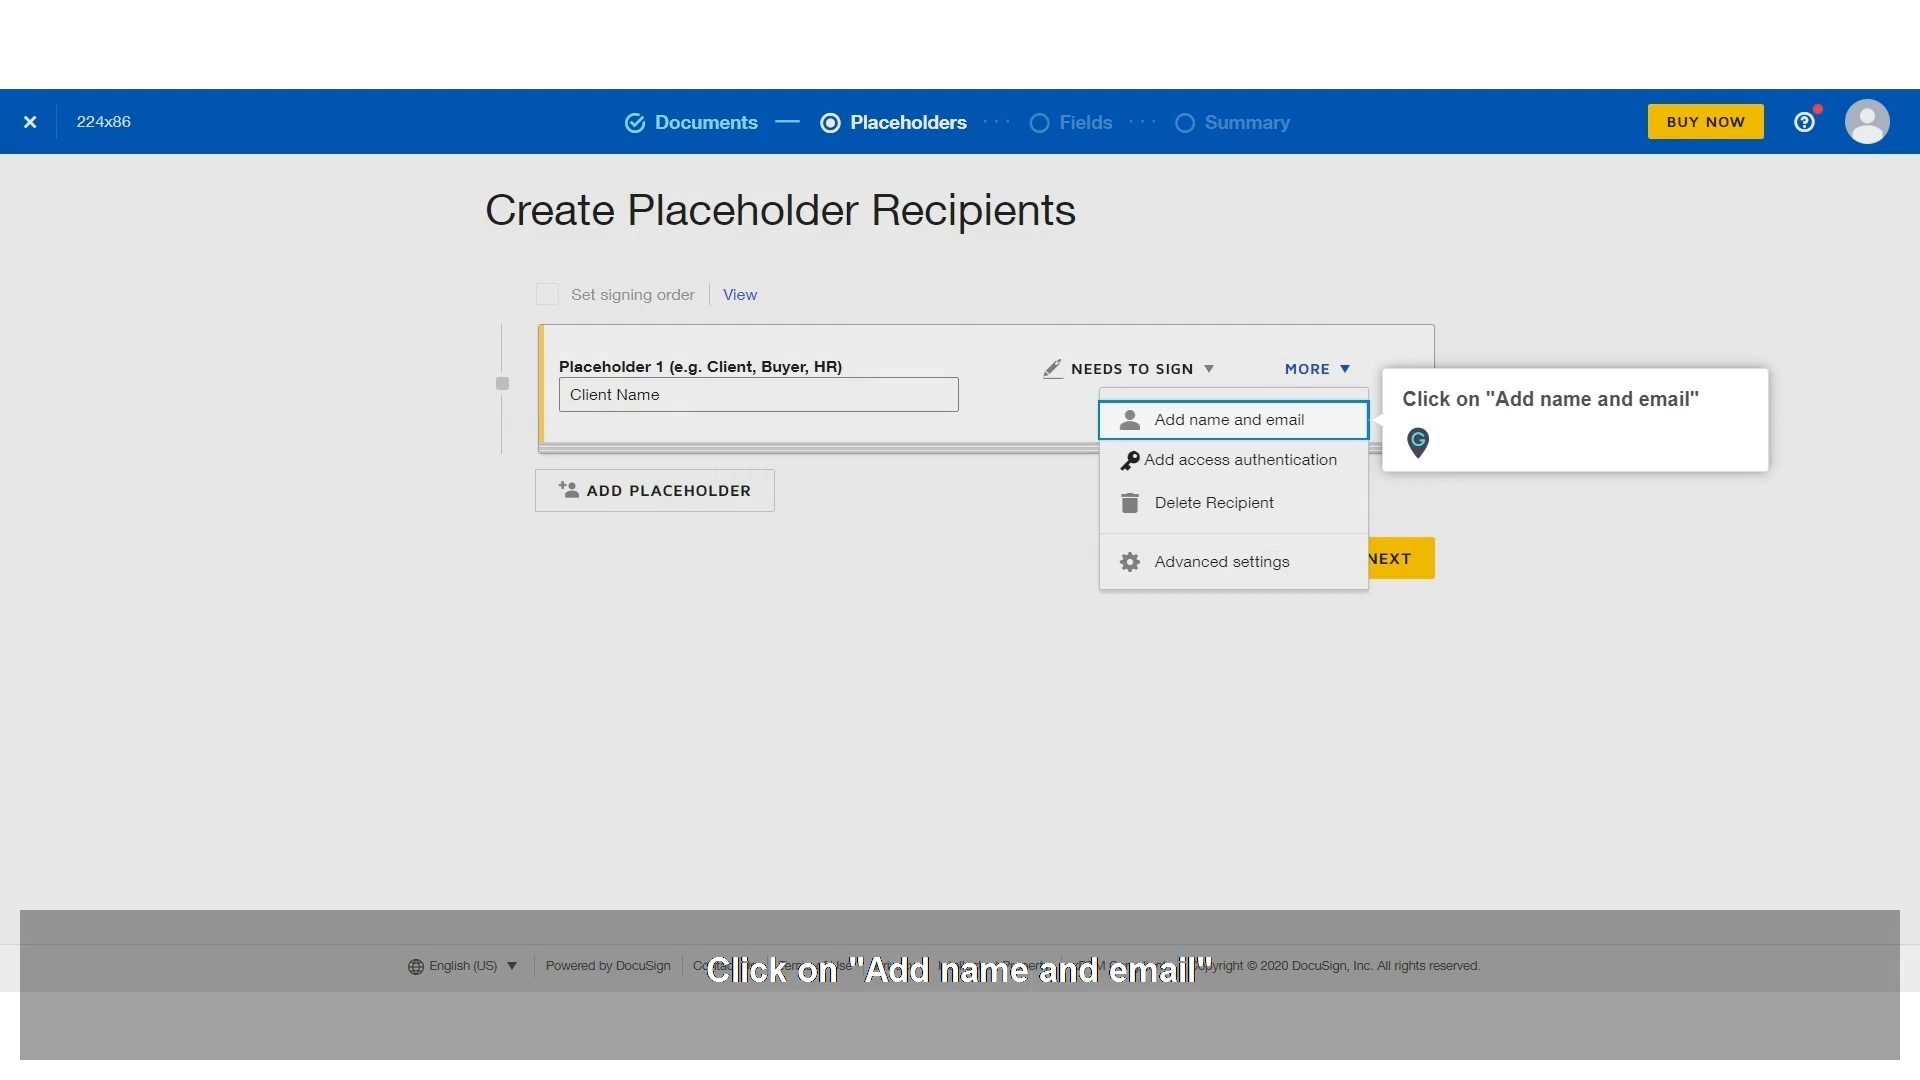 224x86
Documents
Placeholders
Fields
Summary
BUY NOW
Create Placeholder Recipients
Set signing order
View
Placeholder 1 (e.g. Client, Buyer, HR)
Client Name
NEEDS TO SIGN
MORE
Add name and email
Add access authentication
Delete Recipient
Advanced settings
Click on "Add name and email"
ADD PLACEHOLDER
NEXT
English (US)
Powered by DocuSign
© 2020 DocuSign, Inc. All rights reserved.
Click on "Add name and email"